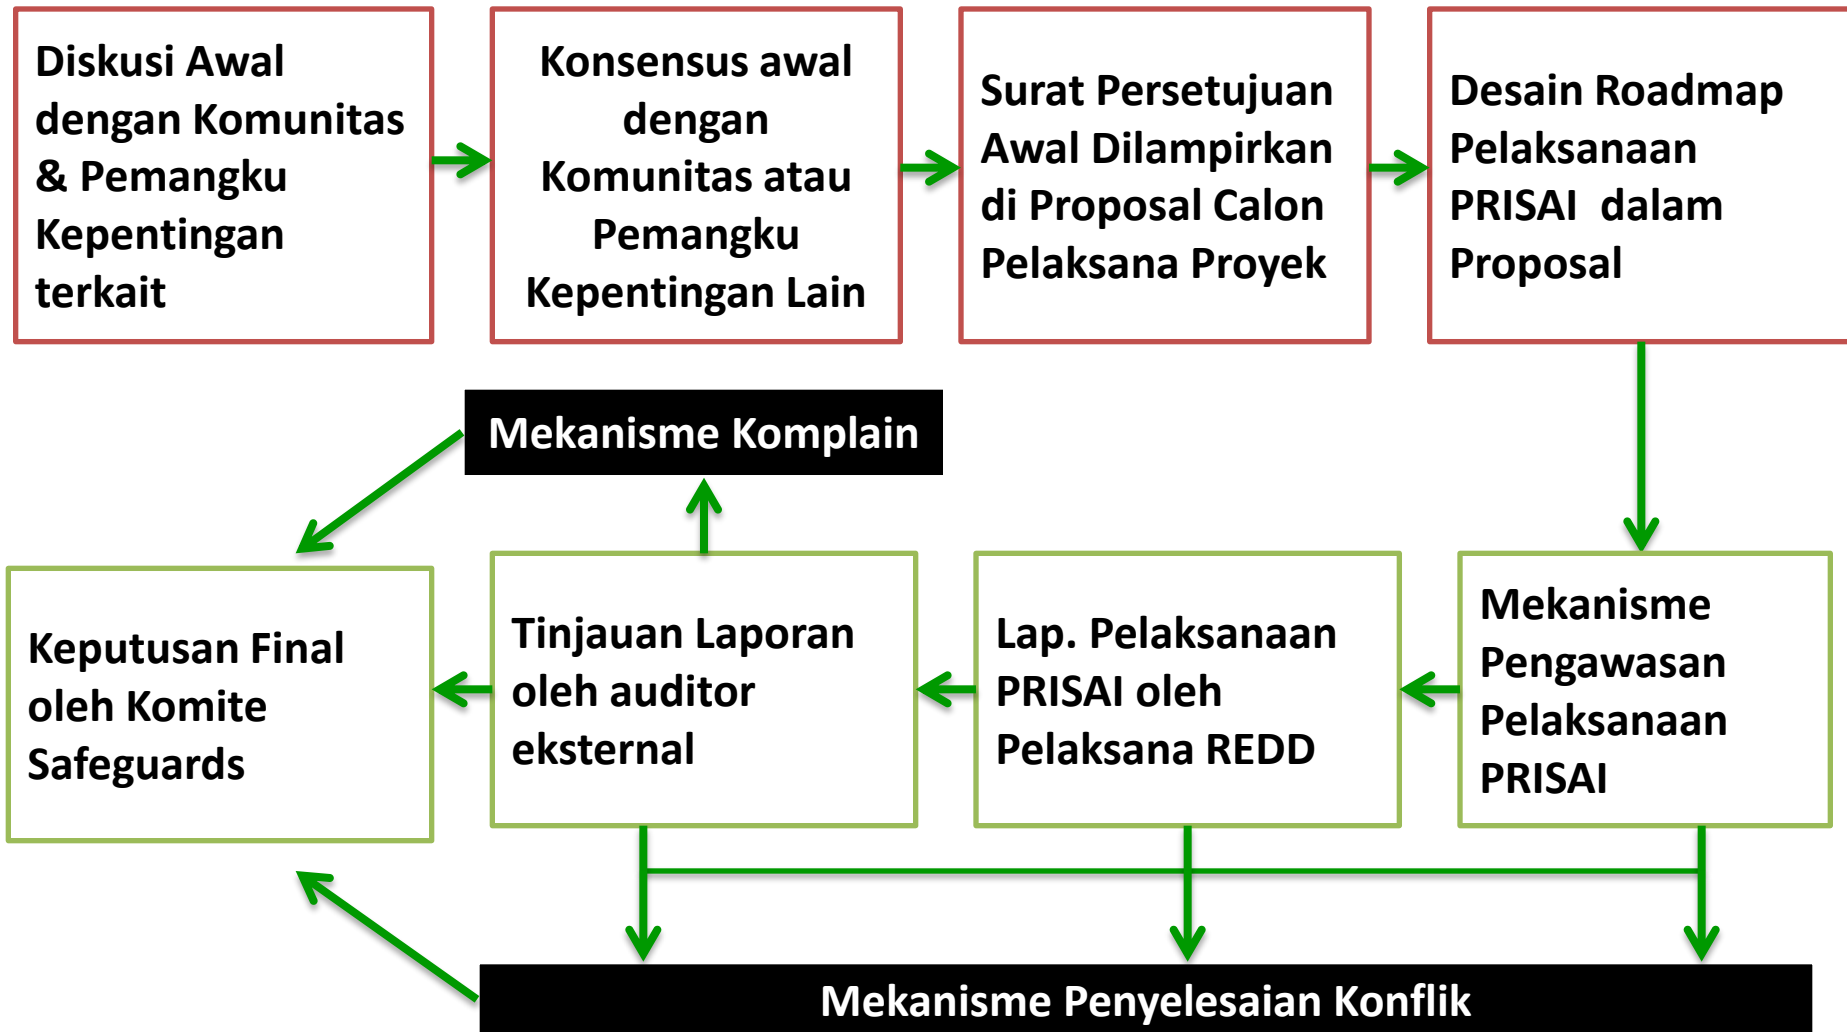 Diskusi Awal
dengan Komunitas
& Pemangku
Kepentingan
terkait
Konsensus awal
dengan
Komunitas atau
Pemangku
Kepentingan Lain
Surat Persetujuan
Awal Dilampirkan
di Proposal Calon
Pelaksana Proyek
Desain Roadmap
Pelaksanaan
PRISAI dalam
Proposal
Mekanisme Komplain
Keputusan Final
oleh Komite
Safeguards
Tinjauan Laporan
oleh auditor
eksternal
Lap. Pelaksanaan
PRISAI oleh
Pelaksana REDD
Mekanisme
Pengawasan
Pelaksanaan
PRISAI
Mekanisme Penyelesaian Konflik